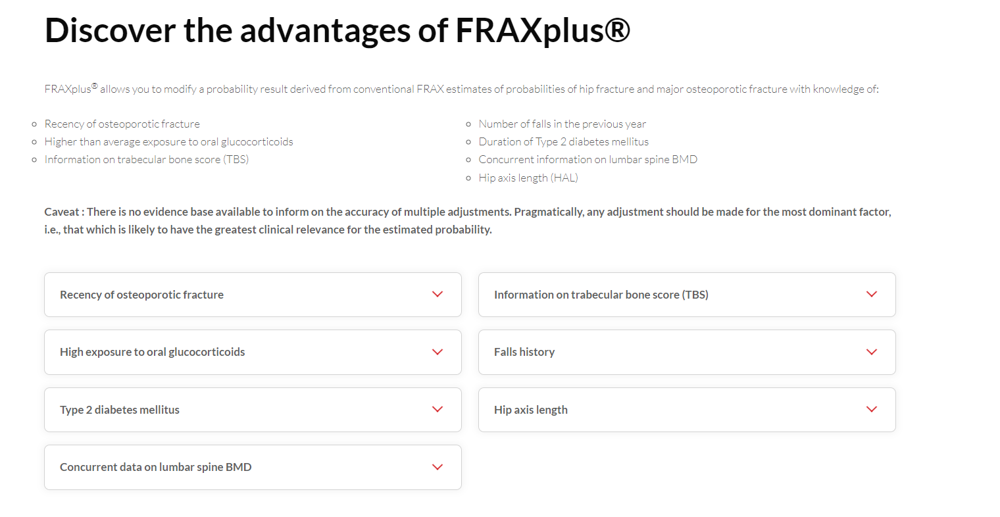 Discover the advantages of FRAXplus®
FRAXplus® allows you to modify a probability result derived from conventional FRAX estimates of probabilities of hip fracture and major osteoporotic fracture with knowledge of:
Recency of osteoporotic fracture
Higher than average exposure to oral glucocorticoids
Information on trabecular bone score (TBS)
Number of falls in the previous year
Duration of Type 2 diabetes mellitus
Concurrent information on lumbar spine BMD
Hip axis length (HAL)
Caveat : There is no evidence base available to inform on the accuracy of multiple adjustments. Pragmatically, any adjustment should be made for the most dominant factor,
i.e., that which is likely to have the greatest clinical relevance for the estimated probability.
Recency of osteoporotic fracture
Information on trabecular bone score (TBS)
High exposure to oral glucocorticoids
Falls history
Type 2 diabetes mellitus
Hip axis length
Concurrent data on lumbar spine BMD